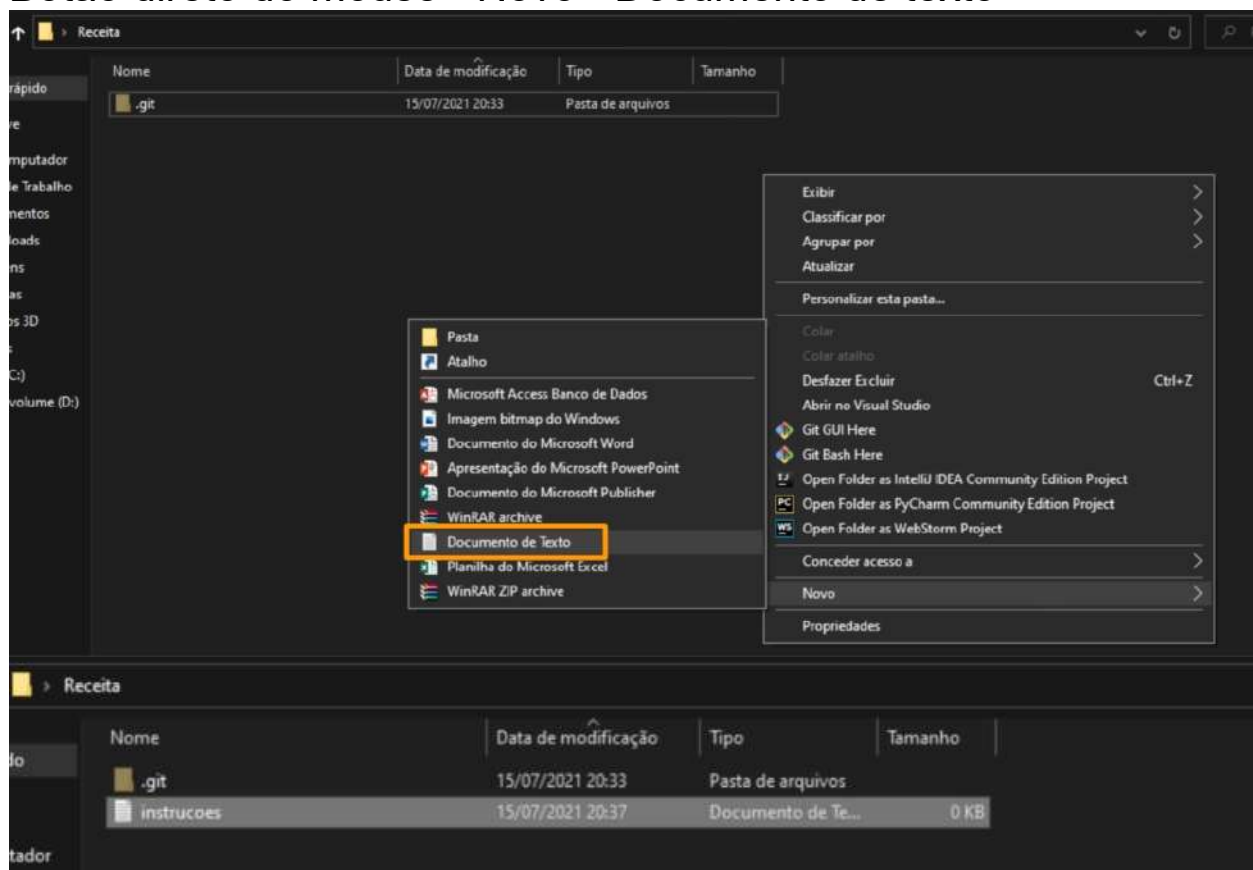 Receita
Nome Data de modificação Tipo Tamanho
rápido
.git 15/07/2021 20:33 Pasta de arquivos
ve
mputador
de Trabalho
mentos
loads
ns
as
os 3D
C:)
volume (D:)
Exibir
Classificar por
Agrupar por
Atualizar
Personalizar esta pasta...
Colar
Colar atalho
Desfazer Excluir Ctrl+Z
Abrir no Visual Studio
Git GUI Here
Git Bash Here
Open Folder as IntelliJ IDEA Community Edition Project
Open Folder as PyCharm Community Edition Project
Open Folder as WebStorm Project
Conceder acesso a
Novo
Propriedades
Pasta
Atalho
Microsoft Access Banco de Dados
Imagem bitmap do Windows
Documento do Microsoft Word
Apresentação do Microsoft PowerPoint
Documento do Microsoft Publisher
WinRAR archive
Documento de Texto
Planilha do Microsoft Excel
WinRAR ZIP archive
Receita
Nome Data de modificação Tipo Tamanho
do
.git 15/07/2021 20:33 Pasta de arquivos
instrucoes 15/07/2021 20:37 Documento de Te... 0 KB
tador